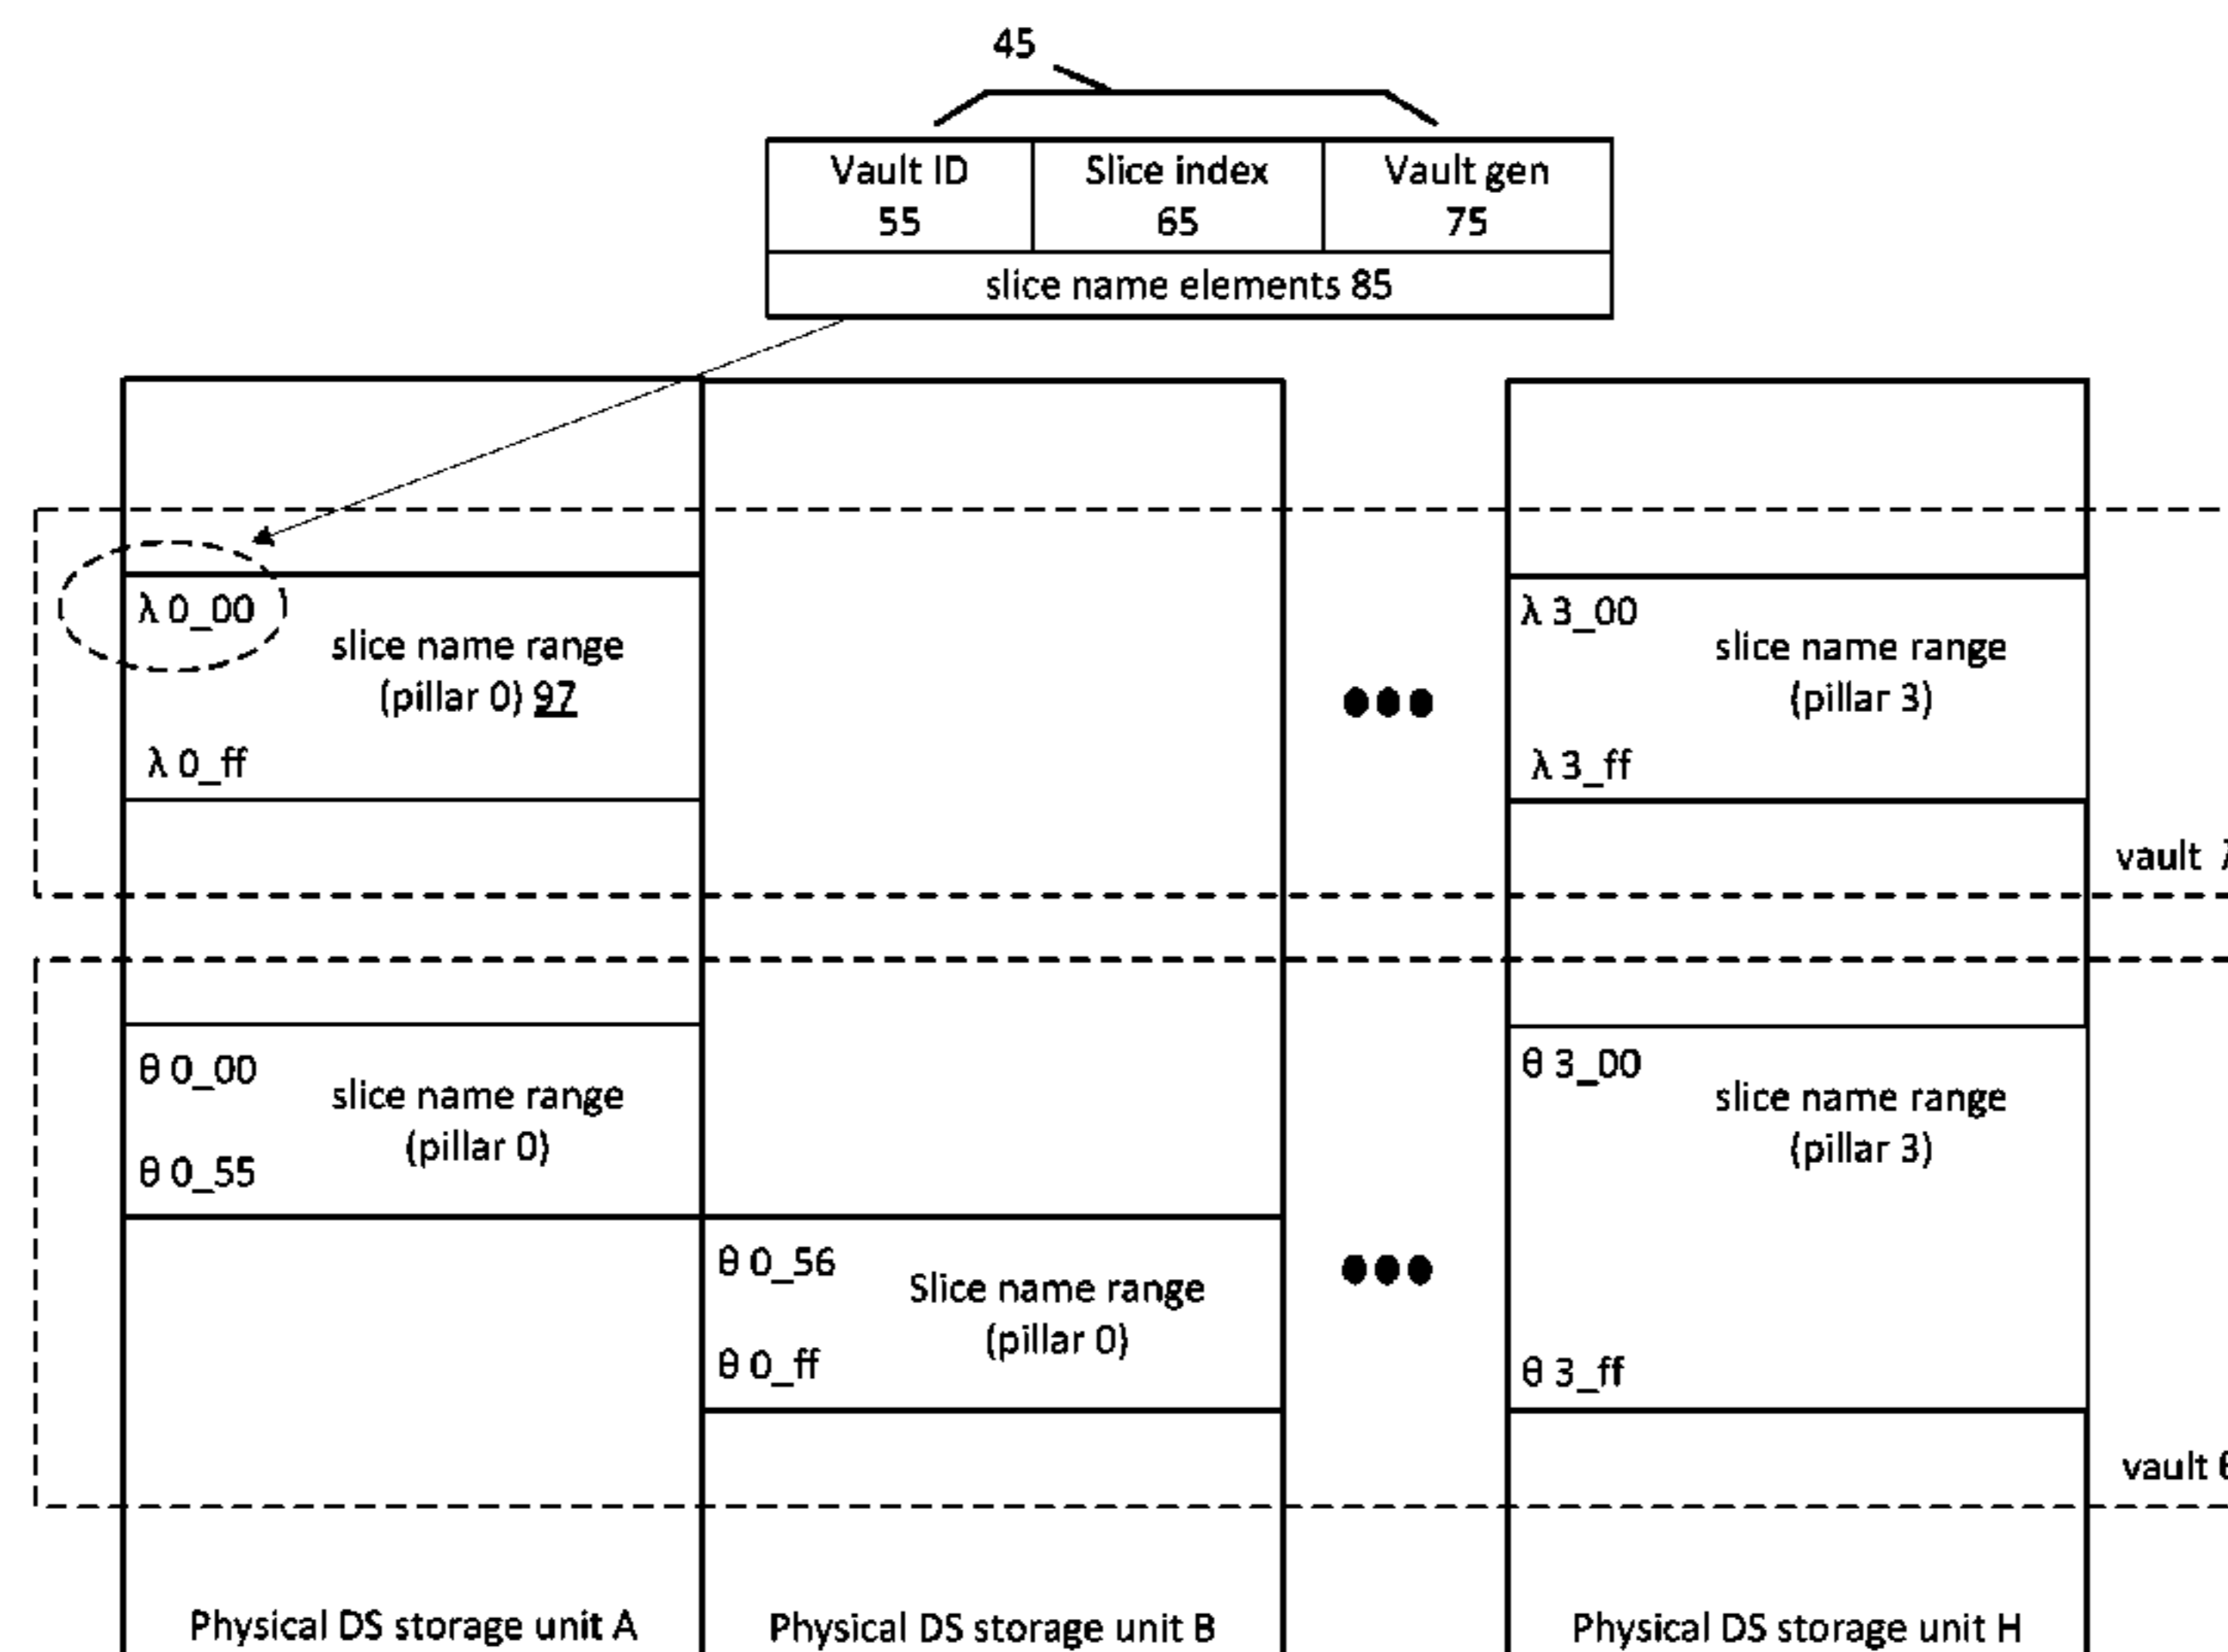 45
Vault ID
55
Slice index
65
Vault gen
75
slice name elements 85
λ 0_00
slice name range
(pillar 0) 97
λ 0_ff
λ 3_00
slice name range
(pillar 3)
λ 3_ff
vault λ
θ 0_00
slice name range
(pillar 0)
θ 0_55
θ 0_56
Slice name range
(pillar 0)
θ 0_ff
θ 3_00
slice name range
(pillar 3)
θ 3_ff
vault θ
Physical DS storage unit A
Physical DS storage unit B
Physical DS storage unit H